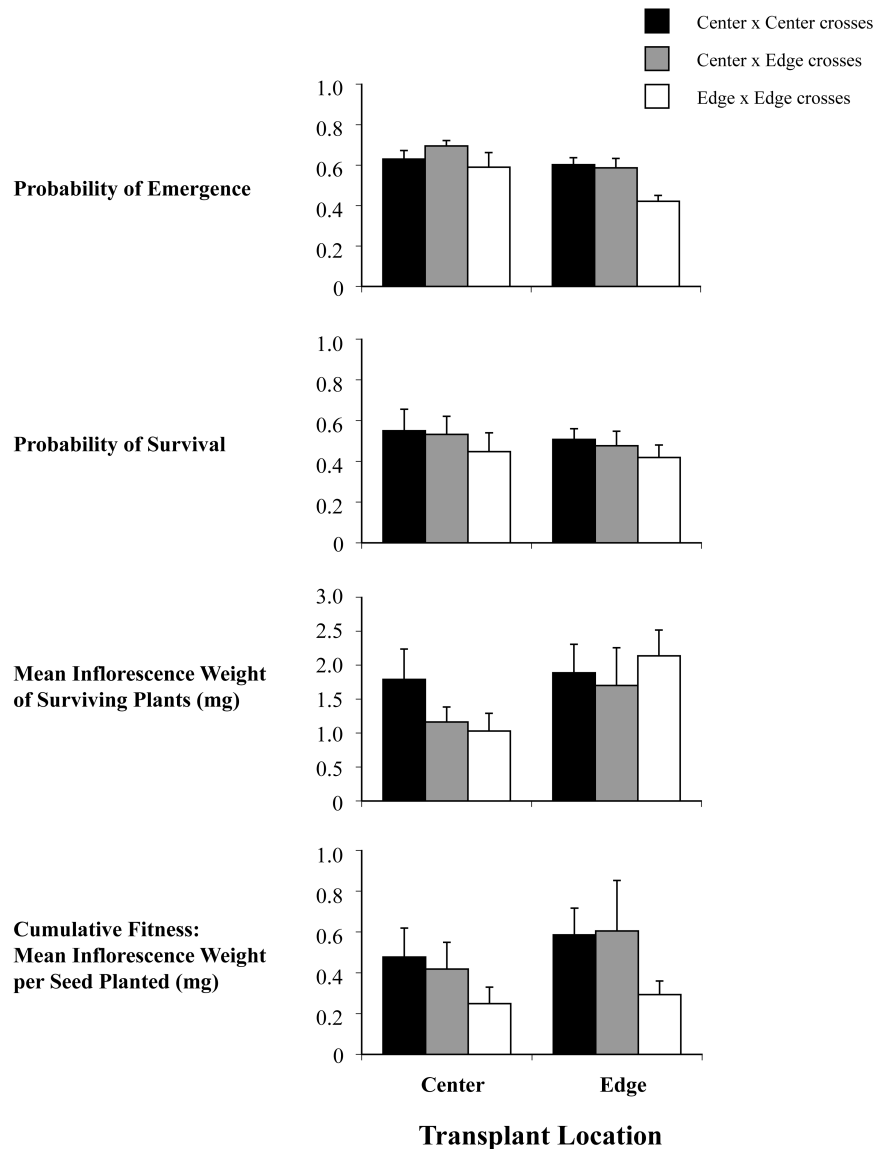 Center x Center crosses
Center x Edge crosses
Edge x Edge crosses
Probability of Emergence
1.0
0.8
0.6
0.4
0.2
0
Probability of Survival
1.0
0.8
0.6
0.4
0.2
0
Mean Inflorescence Weight
of Surviving Plants (mg)
3.0
2.5
2.0
1.5
1.0
0.5
0
Cumulative Fitness:
Mean Inflorescence Weight
per Seed Planted (mg)
1.0
0.8
0.6
0.4
0.2
0
Center Edge
Transplant Location